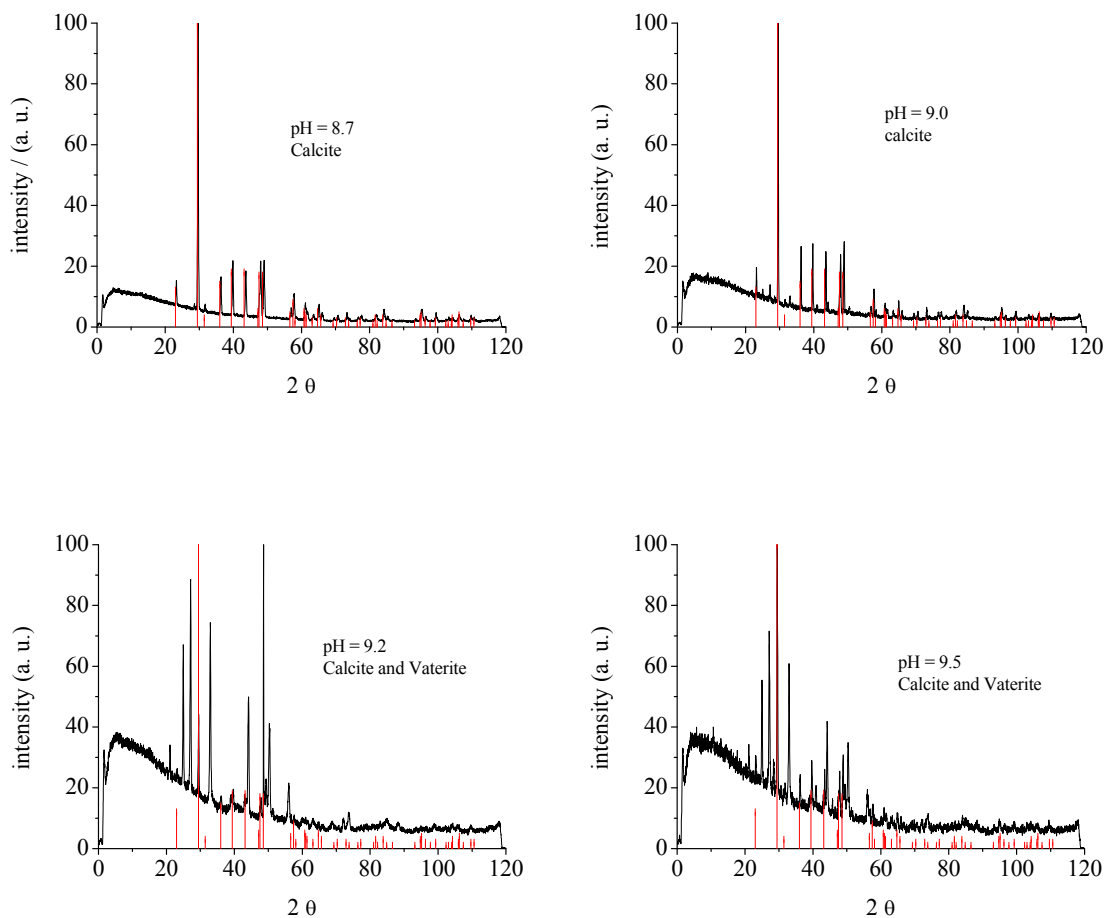 100
80
60
40
20
0
intensity / (a. u.)
pH = 8.7
Calcite
0 20 40 60 80 100 120
2 θ
100
80
60
40
20
0
intensity (a. u.)
pH = 9.0
calcite
0 20 40 60 80 100 120
2 θ
100
80
60
40
20
0
intensity (a. u.)
pH = 9.2
Calcite and Vaterite
0 20 40 60 80 100 120
2 θ
100
80
60
40
20
0
intensity (a. u.)
pH = 9.5
Calcite and Vaterite
0 20 40 60 80 100 120
2 θ